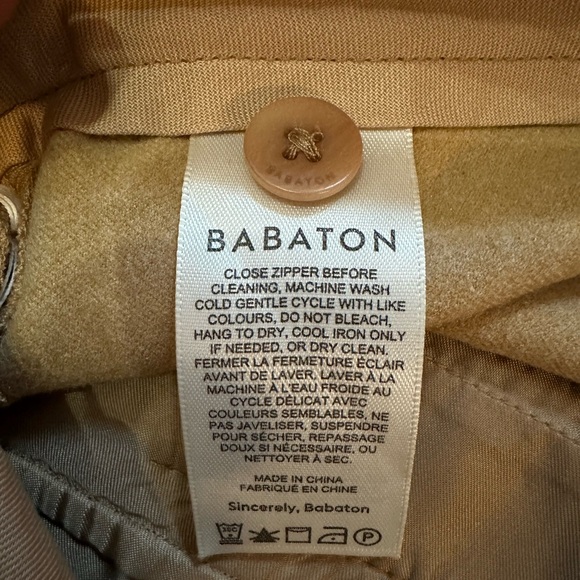 BABATON
BABATON
CLOSE ZIPPER BEFORE
CLEANING, MACHINE WASH
COLD GENTLE CYCLE WITH LIKE
COLOURS, DO NOT BLEACH,
HANG TO DRY, COOL IRON ONLY
IF NEEDED, OR DRY CLEAN.
FERMER LA FERMETURE ÉCLAIR
AVANT DE LAVER, LAVER À LA
MACHINE À L'EAU FROIDE AU
CYCLE DÉLICAT AVEC
COULEURS SEMBLABLES, NE
PAS JAVELISER, SUSPENDRE
POUR SÉCHER, REPASSAGE
DOUX SI NÉCESSAIRE, OU
NETTOYER À SEC.
MADE IN CHINA
FABRIQUÉ EN CHINE
Sincerely, Babaton
30C P